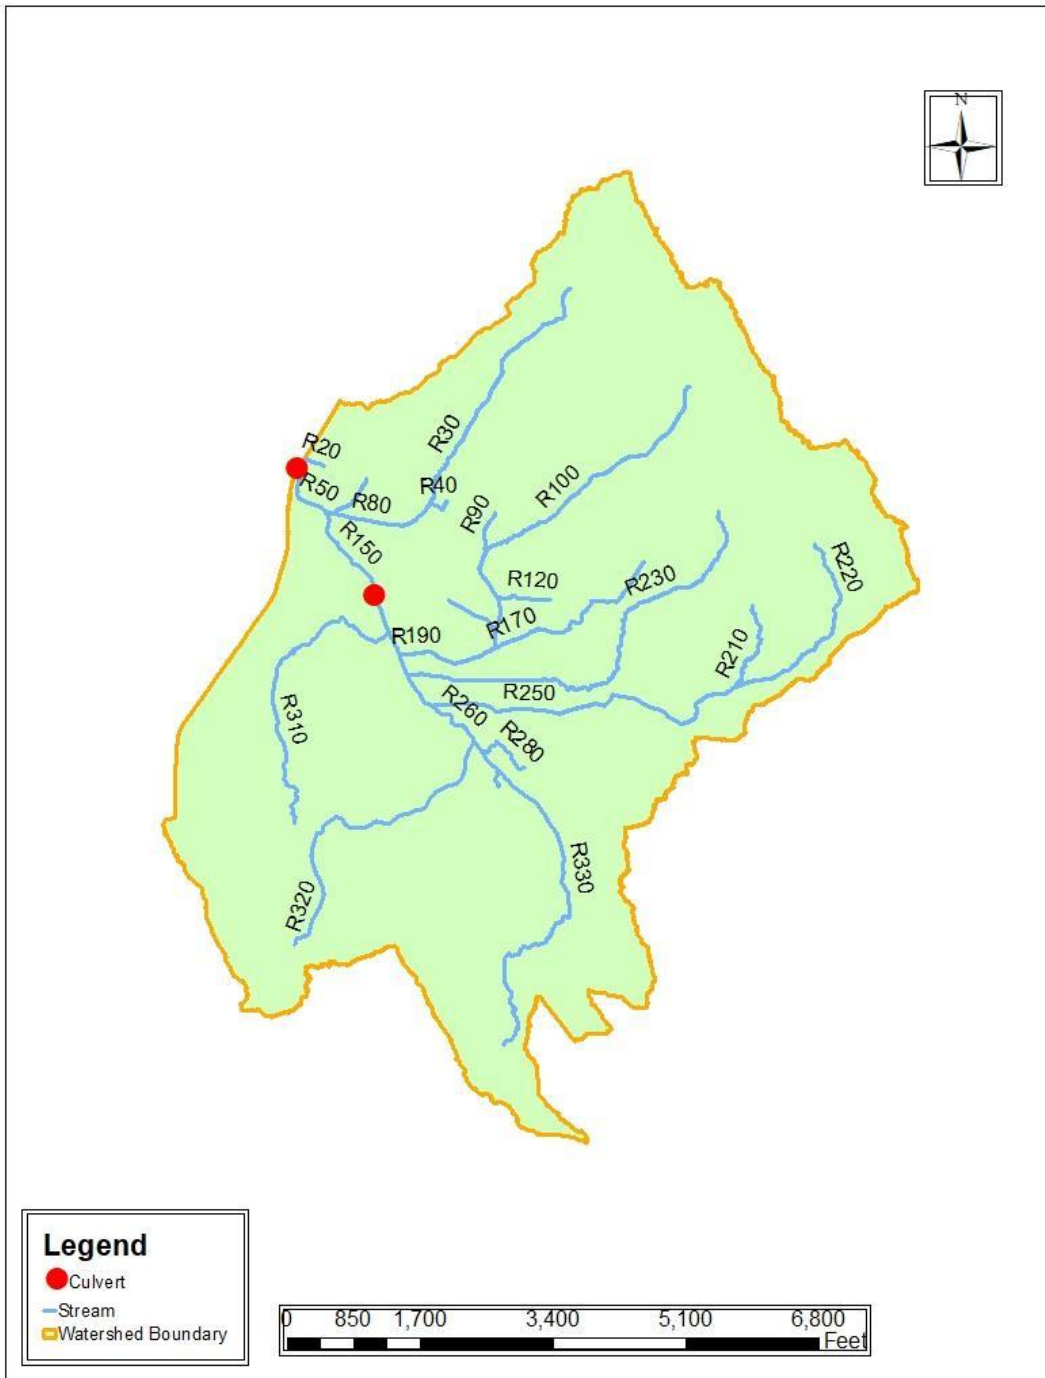 N
R20
R50
R80
R40
R30
R90
R100
R150
R120
R170
R230
R220
R190
R210
R250
R260
R280
R310
R320
R330
Legend
Culvert
Stream
Watershed Boundary
0 850 1,700 3,400 5,100 6,800
Feet